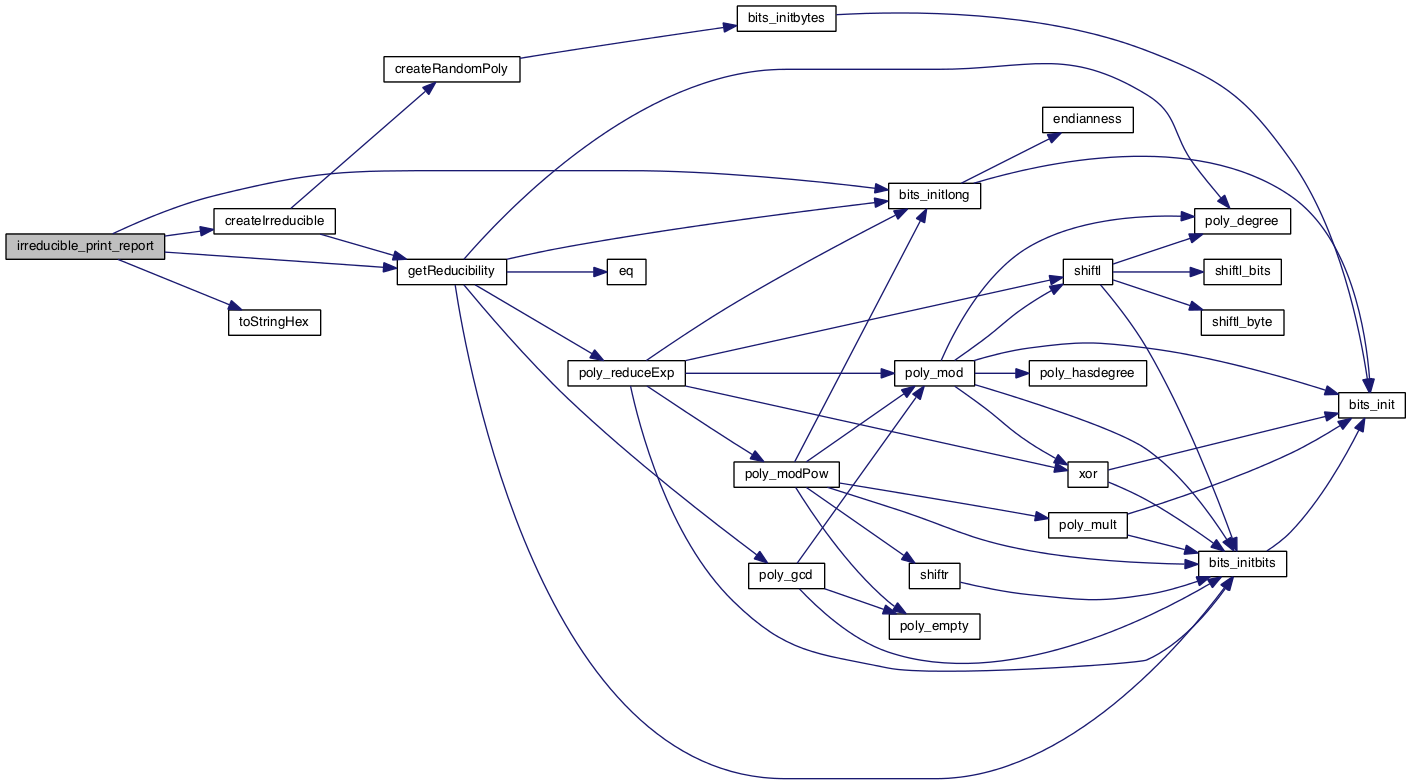 bits_initbytes
createRandomPoly
endianness
bits_initlong
createIrreducible
poly_degree
irreducible_print_report
getReducibility
eq
shiftl
shiftl_bits
toStringHex
shiftl_byte
poly_reduceExp
poly_mod
poly_hasdegree
bits_init
poly_modPow
xor
poly_mult
bits_initbits
poly_gcd
shiftr
poly_empty